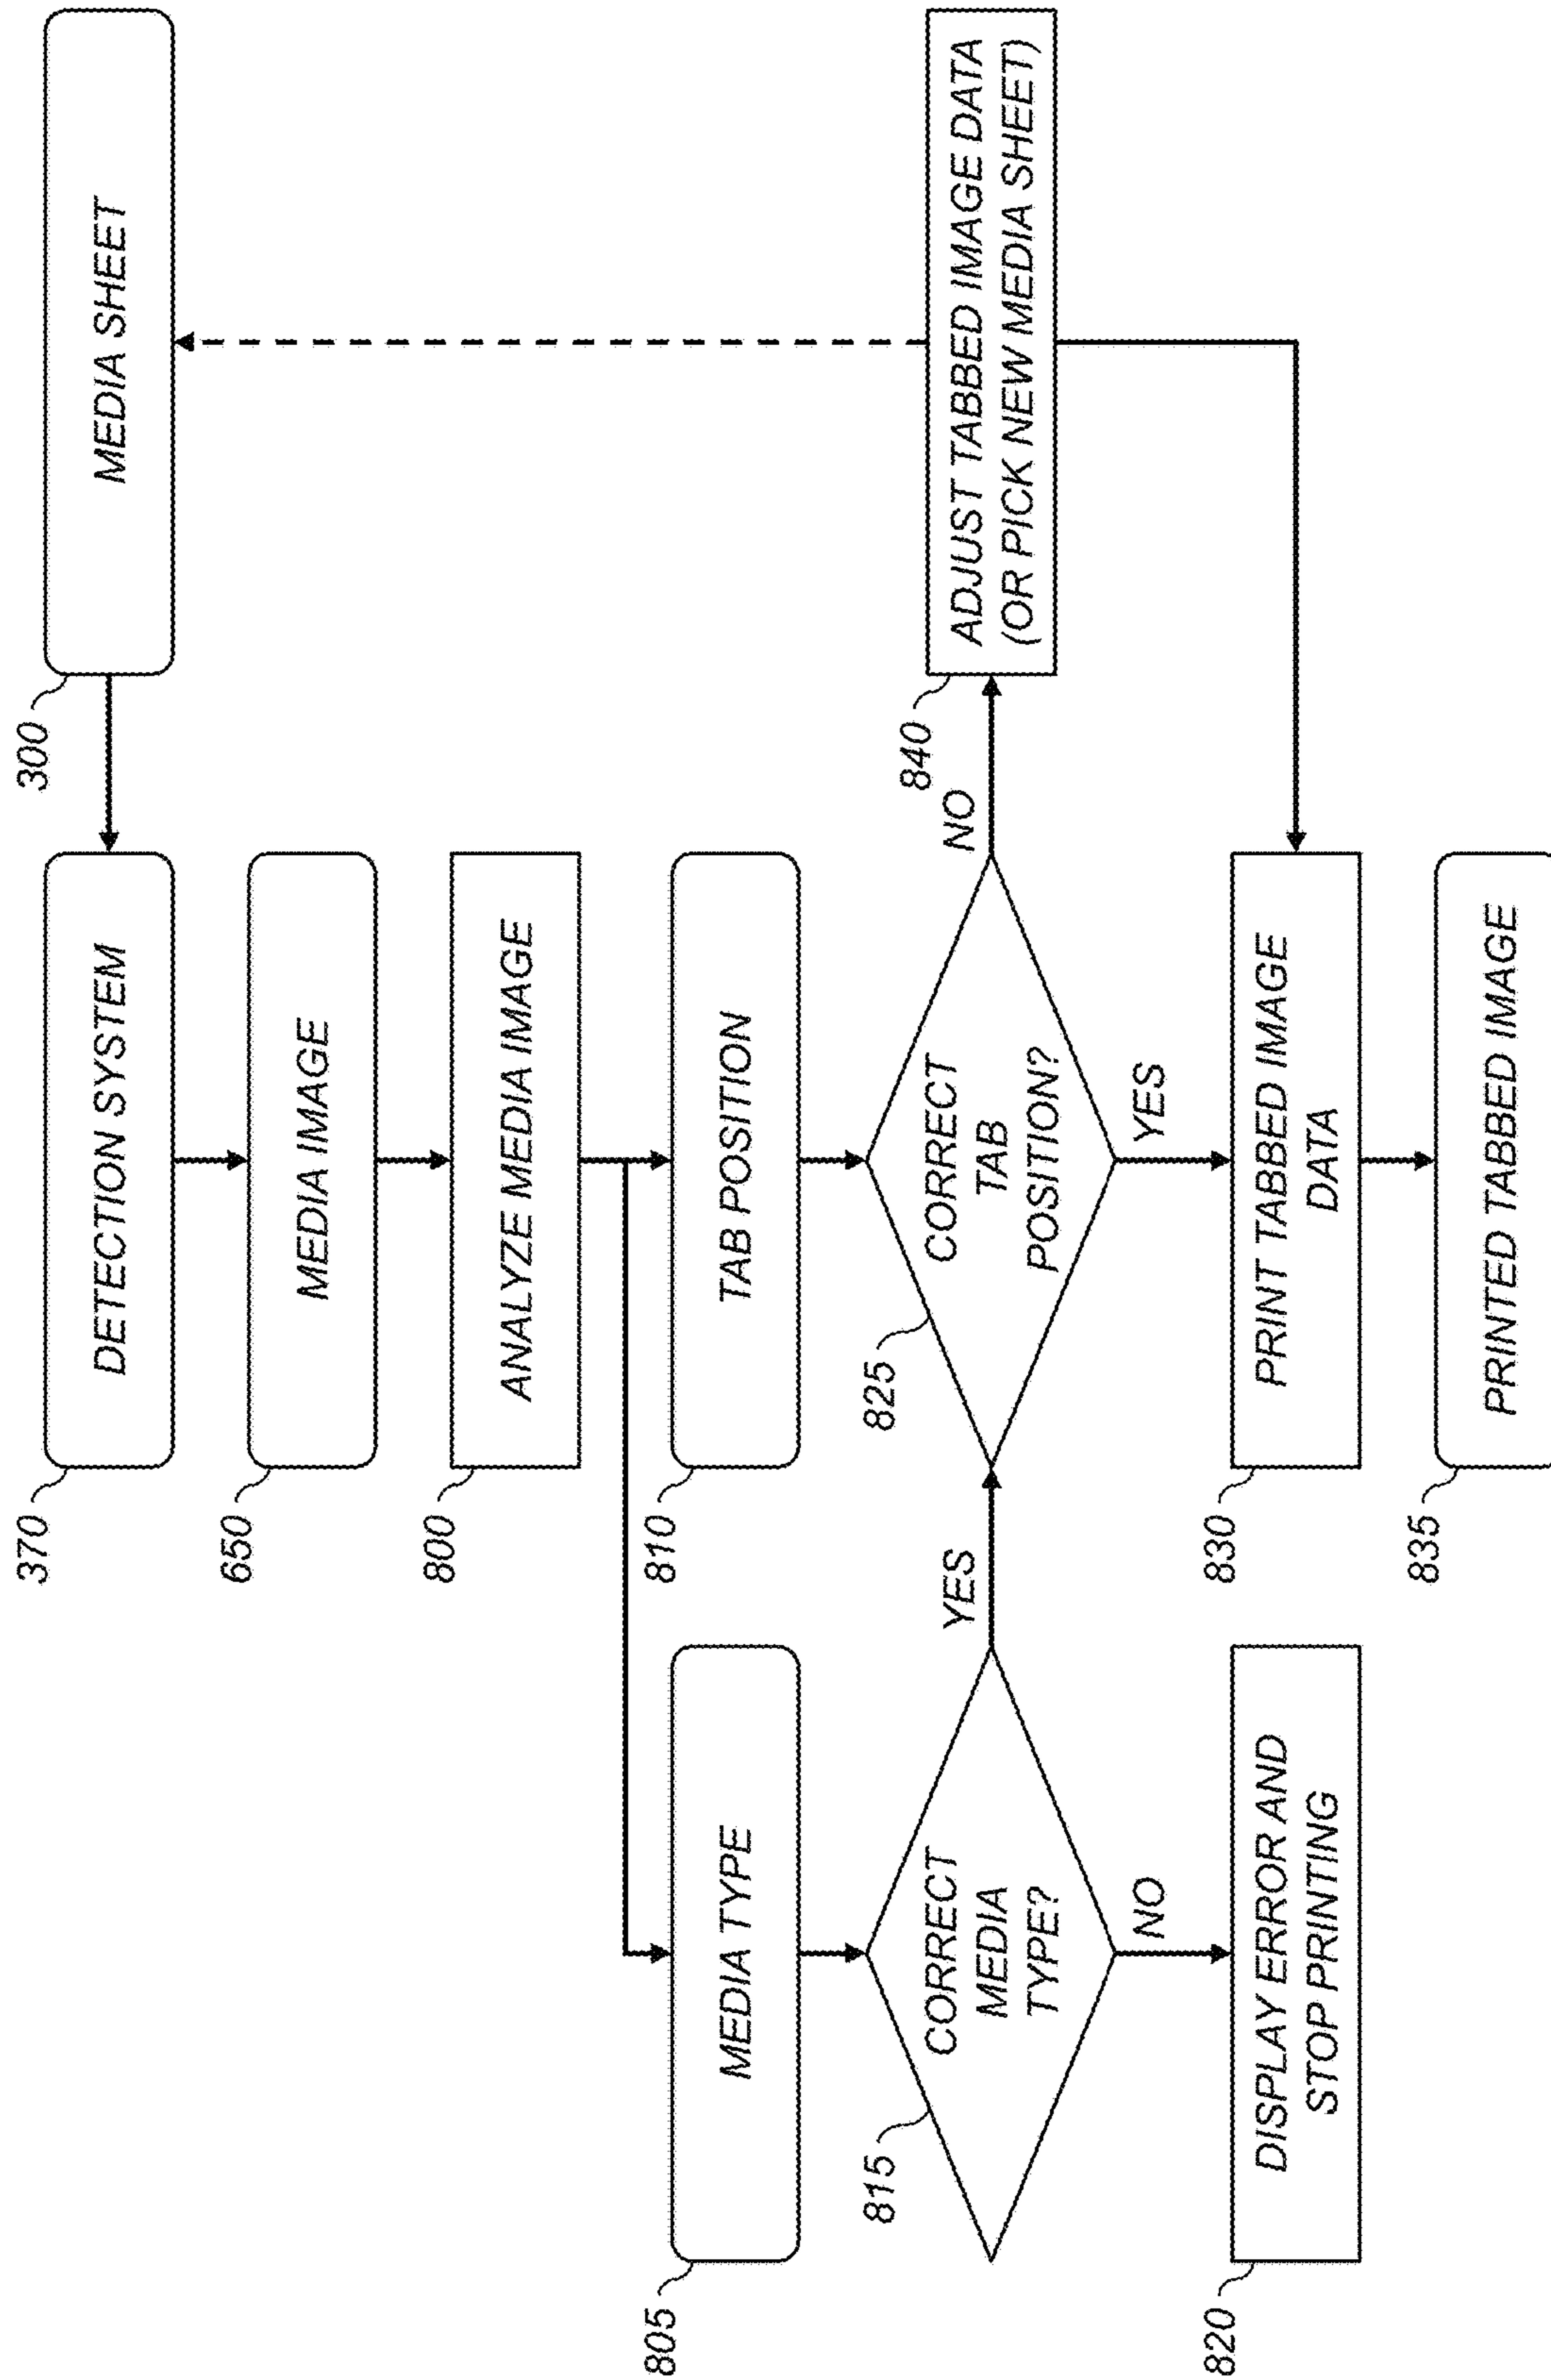 300
MEDIA SHEET
370
DETECTION SYSTEM
650
MEDIA IMAGE
800
ANALYZE MEDIA IMAGE
805
MEDIA TYPE
810
TAB POSITION
815
CORRECT
MEDIA
TYPE?
YES
NO
825
CORRECT
TAB
POSITION?
NO
YES
840
ADJUST TABBED IMAGE DATA
(OR PICK NEW MEDIA SHEET)
820
DISPLAY ERROR AND
STOP PRINTING
830
PRINT TABBED IMAGE
DATA
835
PRINTED TABBED IMAGE